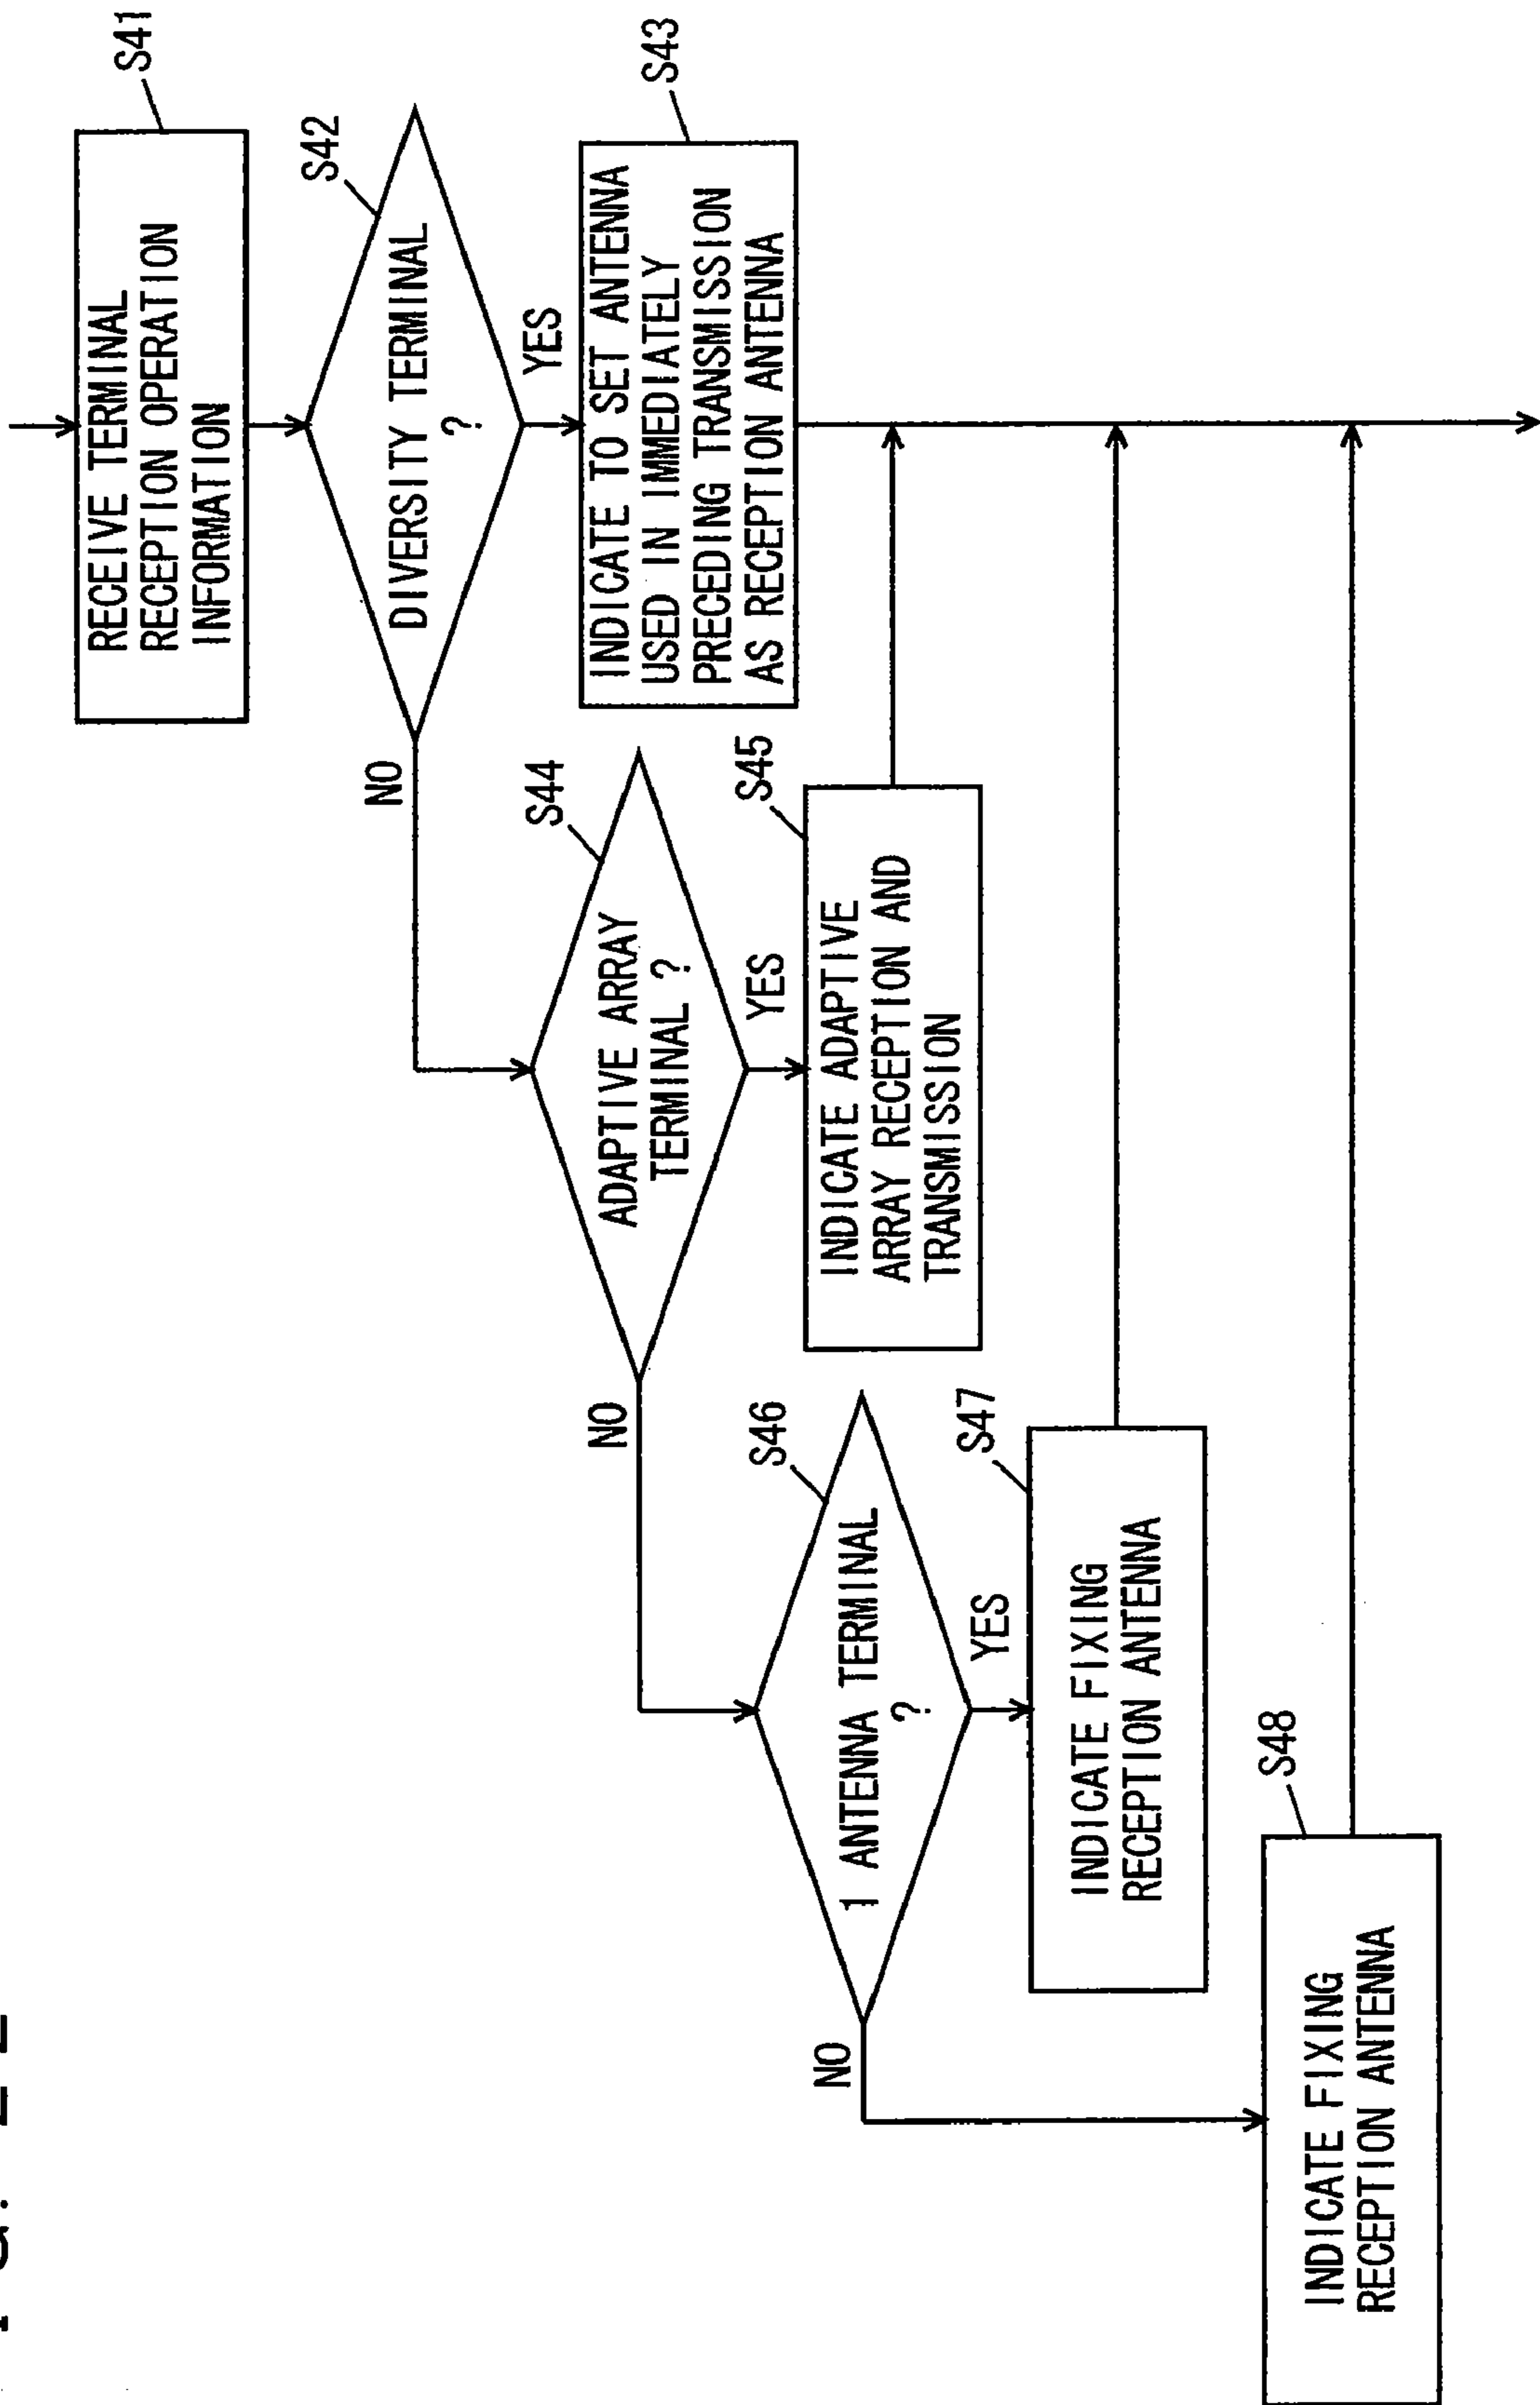 S41
RECEIVE TERMINAL
RECEPTION OPERATION
INFORMATION
S42
DIVERSITY TERMINAL
?
YES
NO
S43
INDICATE TO SET ANTENNA
USED IN IMMEDIATELY
PRECEDING TRANSMISSION
AS RECEPTION ANTENNA
S44
ADAPTIVE ARRAY
TERMINAL ?
YES
NO
S45
INDICATE ADAPTIVE
ARRAY RECEPTION AND
TRANSMISSION
S46
1 ANTENNA TERMINAL
?
YES
NO
S47
INDICATE FIXING
RECEPTION ANTENNA
S48
INDICATE FIXING
RECEPTION ANTENNA